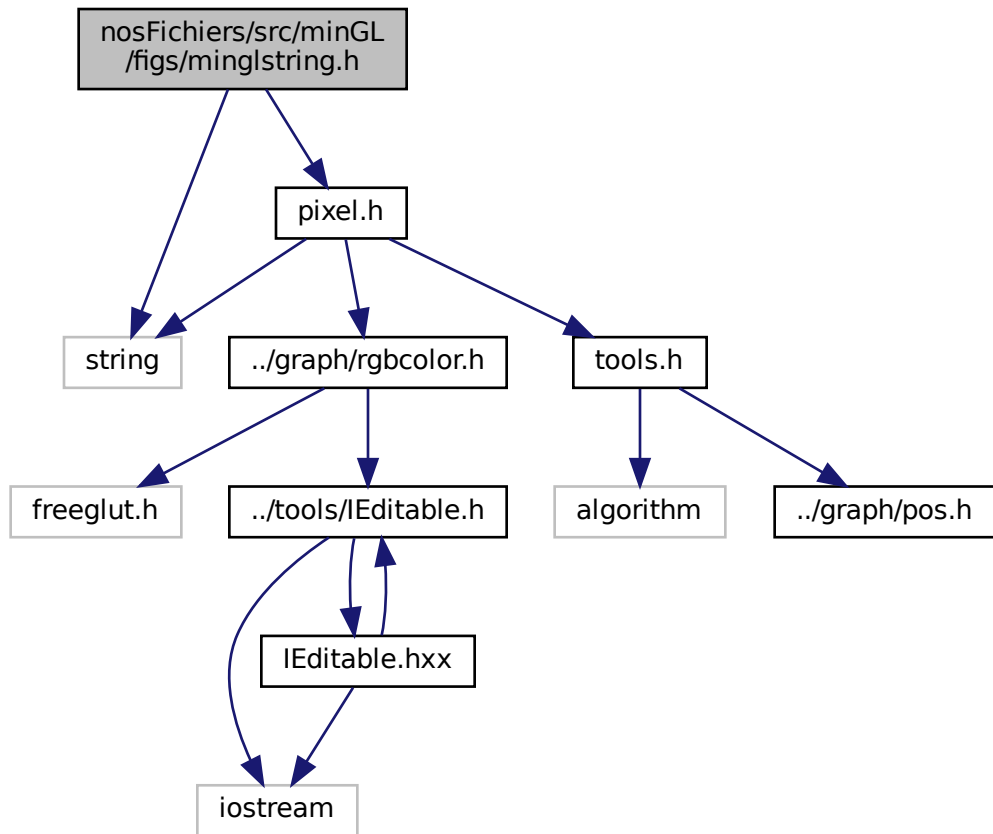 nosFichiers/src/minGL
/figs/minglstring.h
pixel.h
string
../graph/rgbcolor.h
tools.h
freeglut.h
../tools/IEditable.h
algorithm
../graph/pos.h
IEditable.hxx
iostream